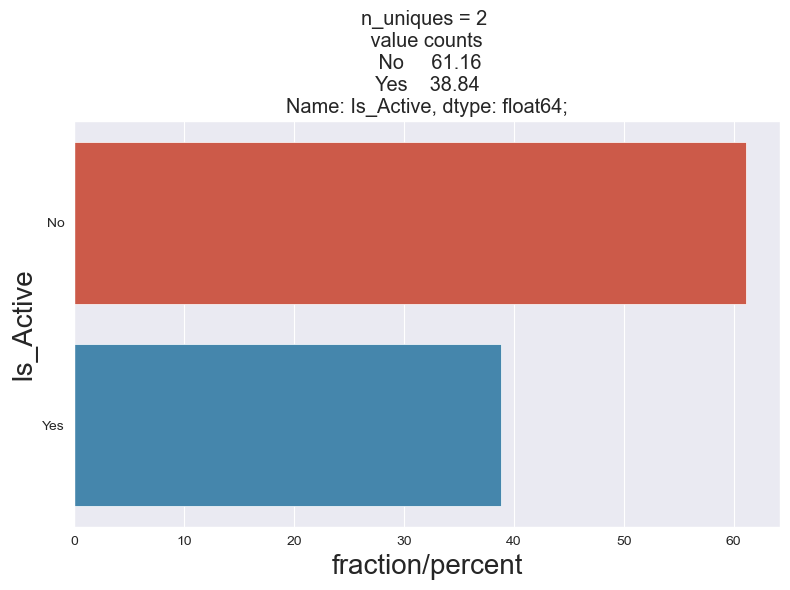 n_uniques = 2
value counts
No 61.16
Yes 38.84
Name: Is_Active, dtype: float64;
Is_Active
No
Yes
0 10 20 30 40 50 60
fraction/percent